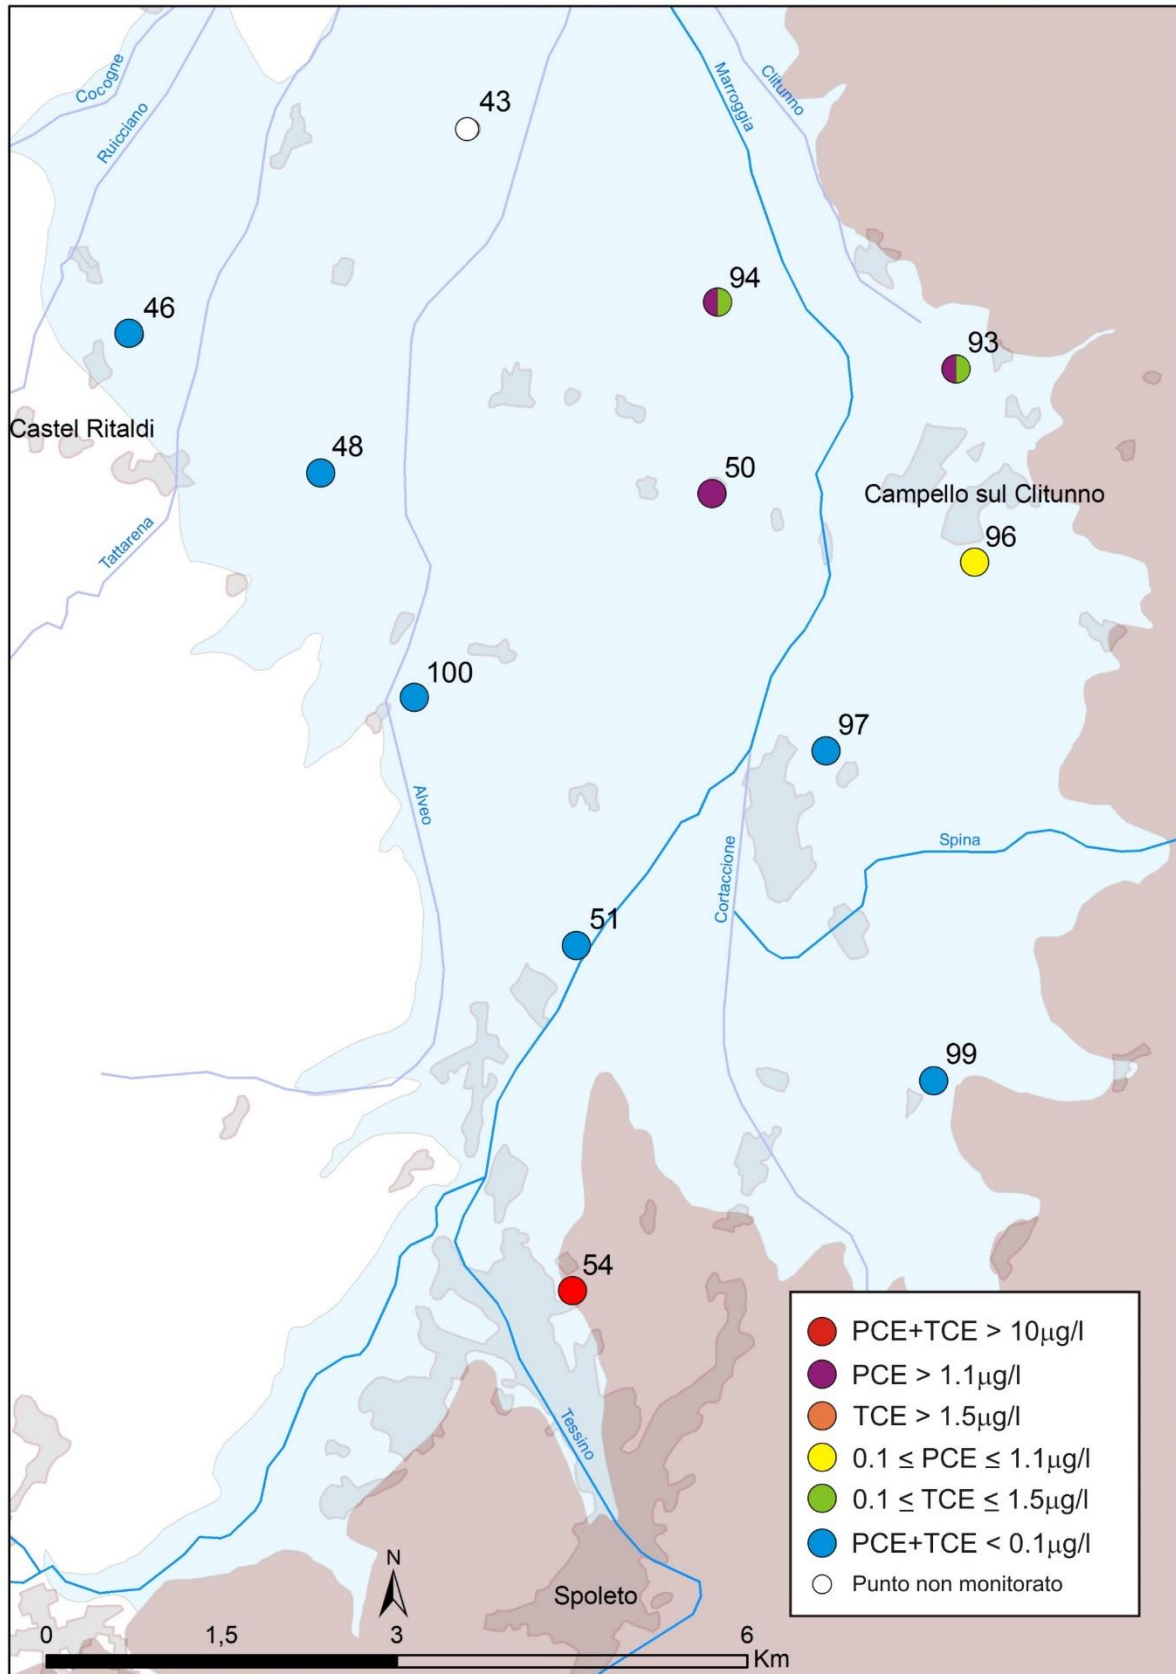 Cocogne
Ruicciano
43
Marroggia
Clitunno
94
46
93
Castel Ritaldi
48
50
Campello sul Clitunno
96
Tattarena
100
97
Alveo
Spina
Cortaccione
51
99
54
PCE+TCE > 10µg/l
PCE > 1.1µg/l
TCE > 1.5µg/l
0.1 ≤ PCE ≤ 1.1µg/l
0.1 ≤ TCE ≤ 1.5µg/l
PCE+TCE < 0.1µg/l
Punto non monitorato
Tessino
N
Spoleto
0 1,5 3 6
Km